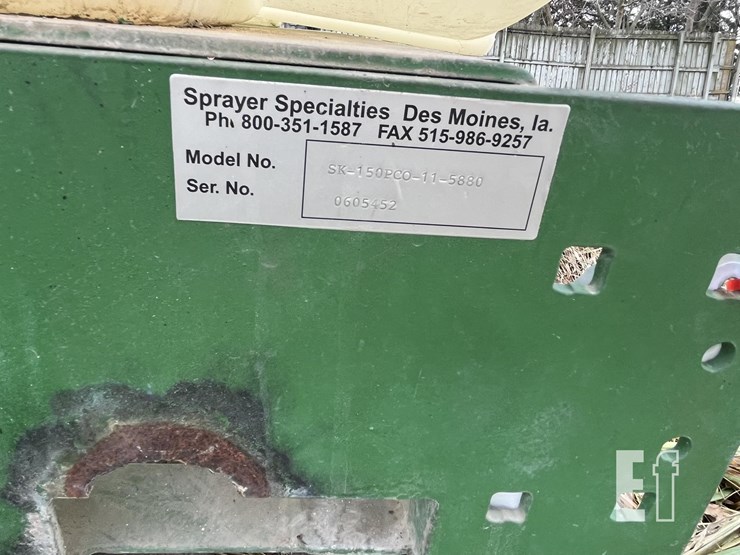 Sprayer Specialties Des Moines, Ia.
Ph. 800-351-1587 FAX 515-986-9257
Model No. SK-150PCO-11-5880
Ser. No. 0605452
Ef